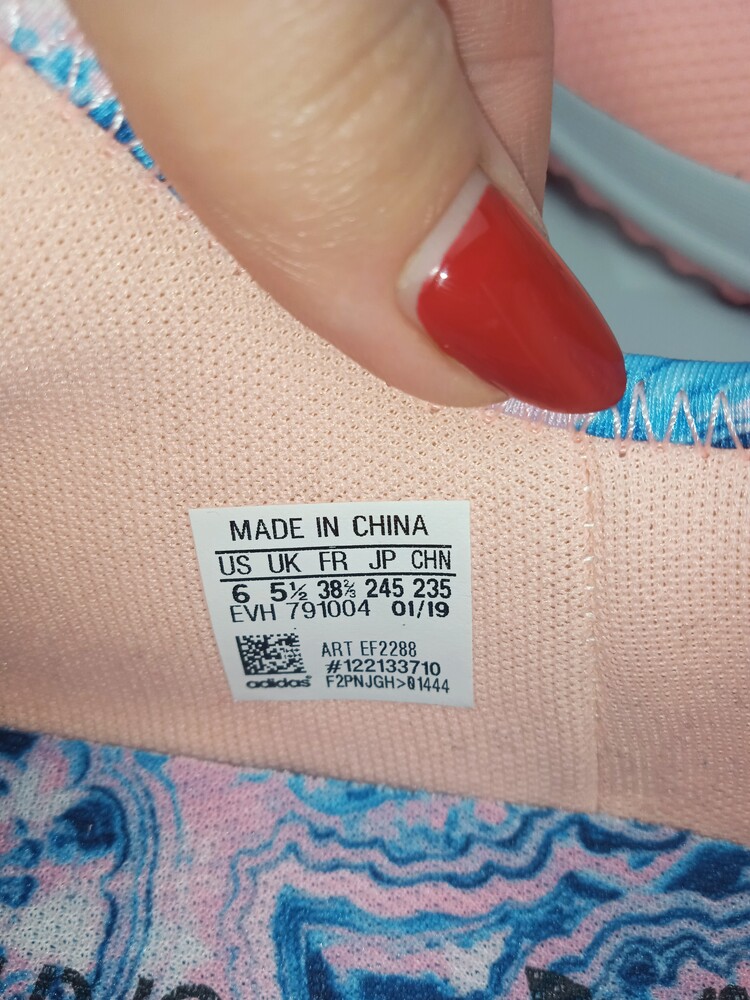 MADE IN CHINA
US UK FR JP CHN
6 5½ 38⅔ 245 235
EVH 791004 01/19
ART EF2288
#122133710
adidas F2PNJGH>01444